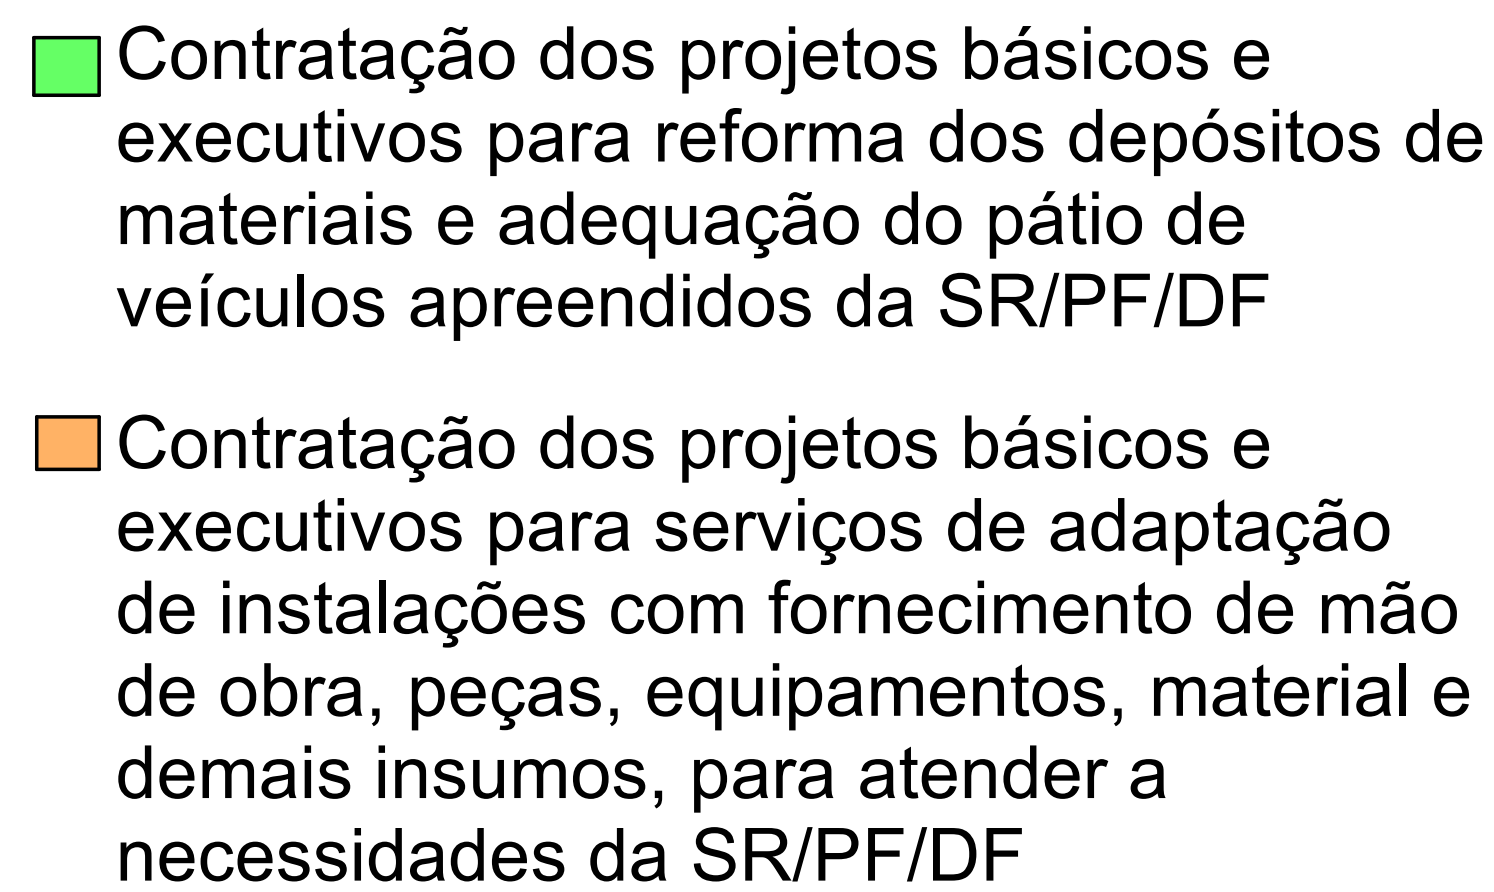 Contratação dos projetos básicos e
executivos para reforma dos depósitos de
materiais e adequação do pátio de
veículos apreendidos da SR/PF/DF
Contratação dos projetos básicos e
executivos para serviços de adaptação
de instalações com fornecimento de mão
de obra, peças, equipamentos, material e
demais insumos, para atender a
necessidades da SR/PF/DF